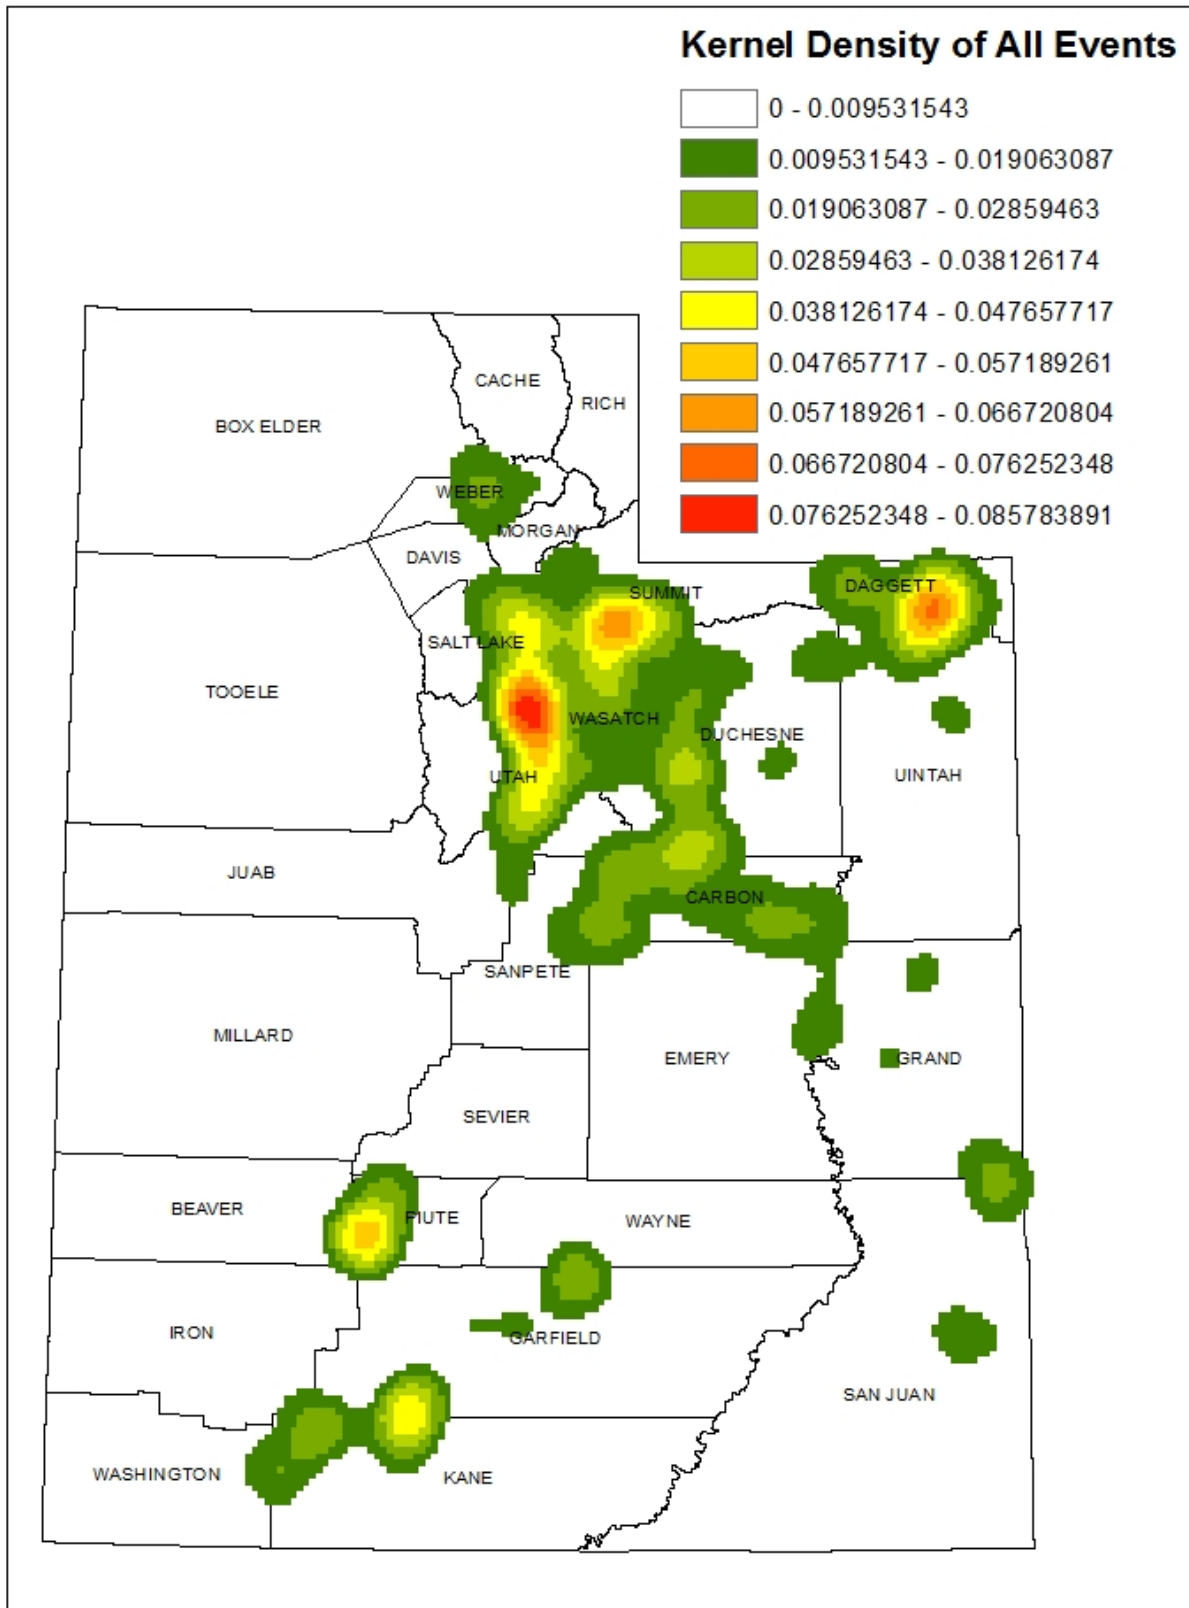 Kernel Density of All Events
0 - 0.009531543
0.009531543 - 0.019063087
0.019063087 - 0.02859463
0.02859463 - 0.038126174
0.038126174 - 0.047657717
0.047657717 - 0.057189261
0.057189261 - 0.066720804
0.066720804 - 0.076252348
0.076252348 - 0.085783891
CACHE
RICH
BOX ELDER
WEBER
MORGAN
DAVIS
DAGGETT
SUMMIT
SALT LAKE
TOOELE
WASATCH
DUCHESNE
UTAH
UINTAH
JUAB
CARBON
SANPETE
MILLARD
EMERY
GRAND
SEVIER
BEAVER
PIUTE
WAYNE
IRON
GARFIELD
SAN JUAN
WASHINGTON
KANE